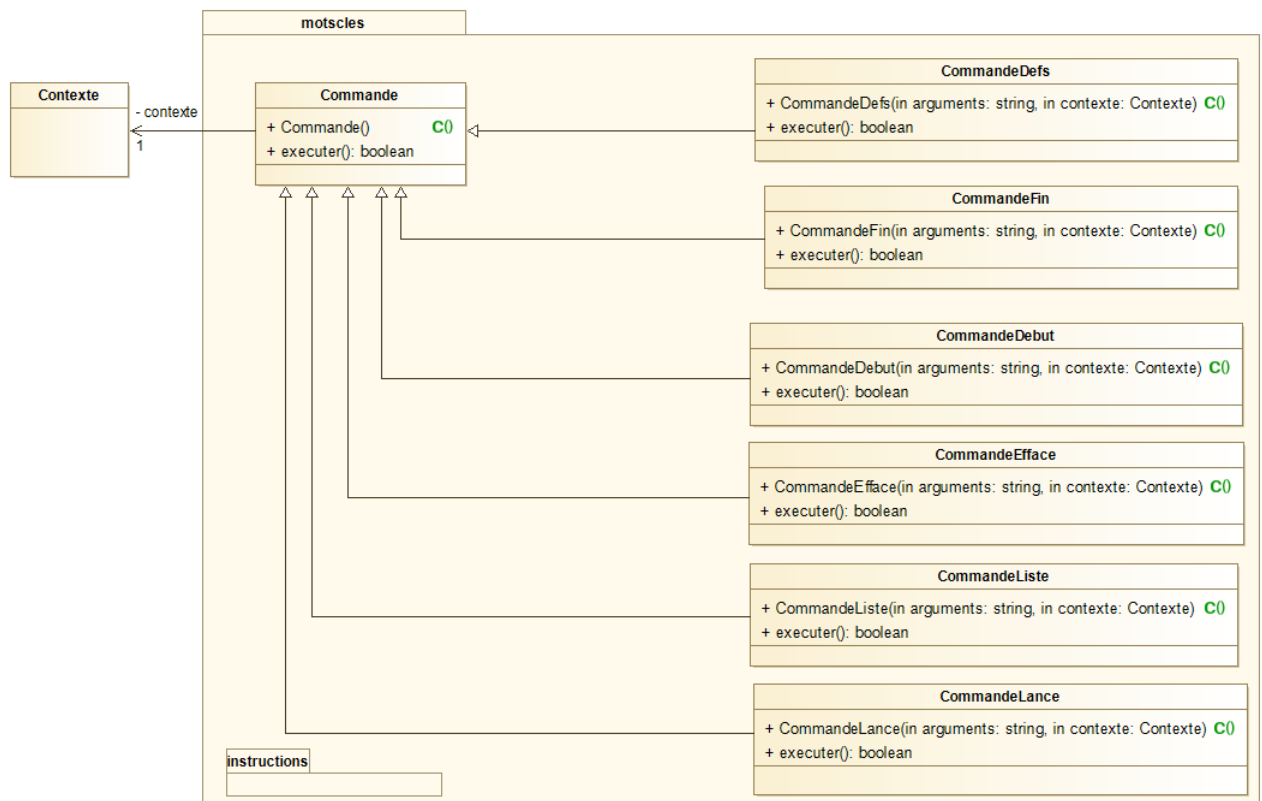 motscles
Contexte
- contexte
1
Commande
+ Commande() C()
+ executer(): boolean
CommandeDefs
+ CommandeDefs(in arguments: string, in contexte: Contexte) C()
+ executer(): boolean
CommandeFin
+ CommandeFin(in arguments: string, in contexte: Contexte) C()
+ executer(): boolean
CommandeDebut
+ CommandeDebut(in arguments: string, in contexte: Contexte) C()
+ executer(): boolean
CommandeEfface
+ CommandeEfface(in arguments: string, in contexte: Contexte) C()
+ executer(): boolean
CommandeListe
+ CommandeListe(in arguments: string, in contexte: Contexte) C()
+ executer(): boolean
CommandeLance
+ CommandeLance(in arguments: string, in contexte: Contexte) C()
+ executer(): boolean
instructions